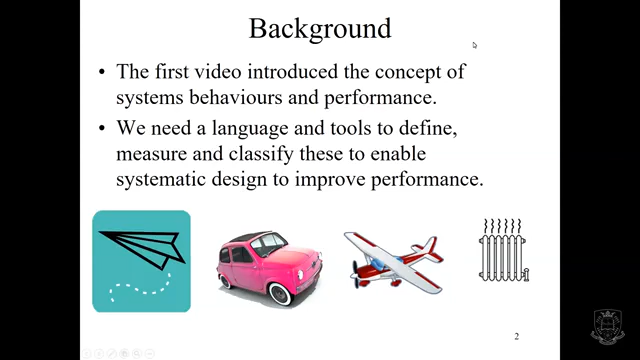 Background
• The first video introduced the concept of
systems behaviours and performance.
• We need a language and tools to define,
measure and classify these to enable
systematic design to improve performance.
2